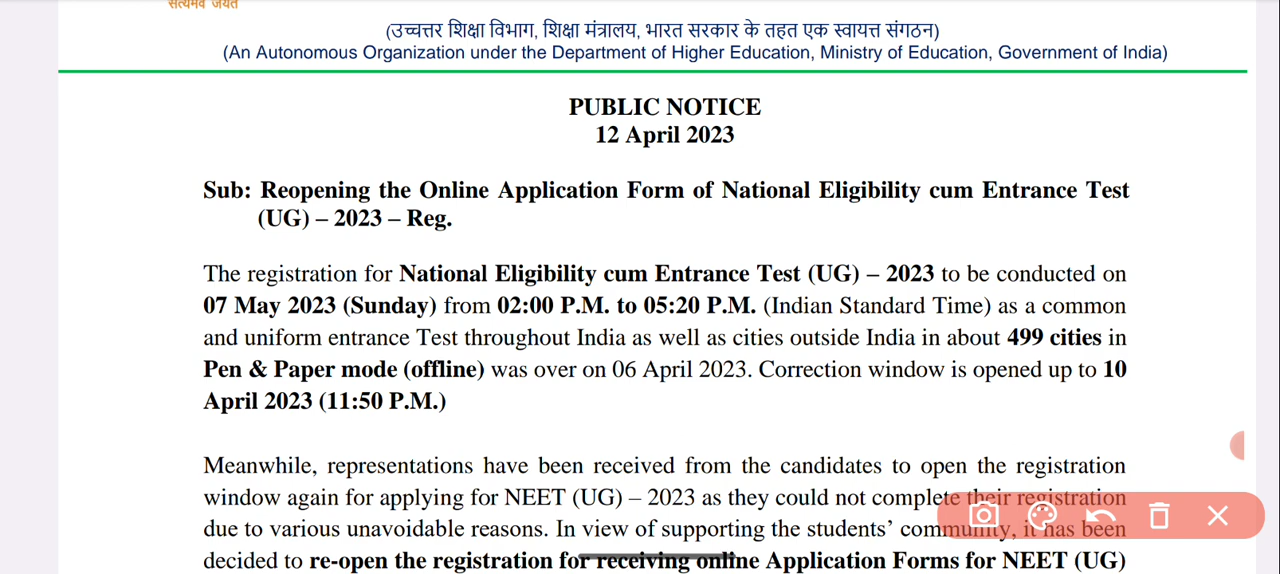 सत्यमेव जयते
(उच्चतर शिक्षा विभाग, शिक्षा मंत्रालय, भारत सरकार के तहत एक स्वायत्त संगठन)
(An Autonomous Organization under the Department of Higher Education, Ministry of Education, Government of India)
PUBLIC NOTICE
12 April 2023
Sub: Reopening the Online Application Form of National Eligibility cum Entrance Test
(UG) – 2023 – Reg.
The registration for National Eligibility cum Entrance Test (UG) – 2023 to be conducted on
07 May 2023 (Sunday) from 02:00 P.M. to 05:20 P.M. (Indian Standard Time) as a common
and uniform entrance Test throughout India as well as cities outside India in about 499 cities in
Pen & Paper mode (offline) was over on 06 April 2023. Correction window is opened up to 10
April 2023 (11:50 P.M.)
Meanwhile, representations have been received from the candidates to open the registration
window again for applying for NEET (UG) – 2023 as they could not complete their registration
due to various unavoidable reasons. In view of supporting the students’ community, it has been
decided to re-open the registration for receiving online Application Forms for NEET (UG)